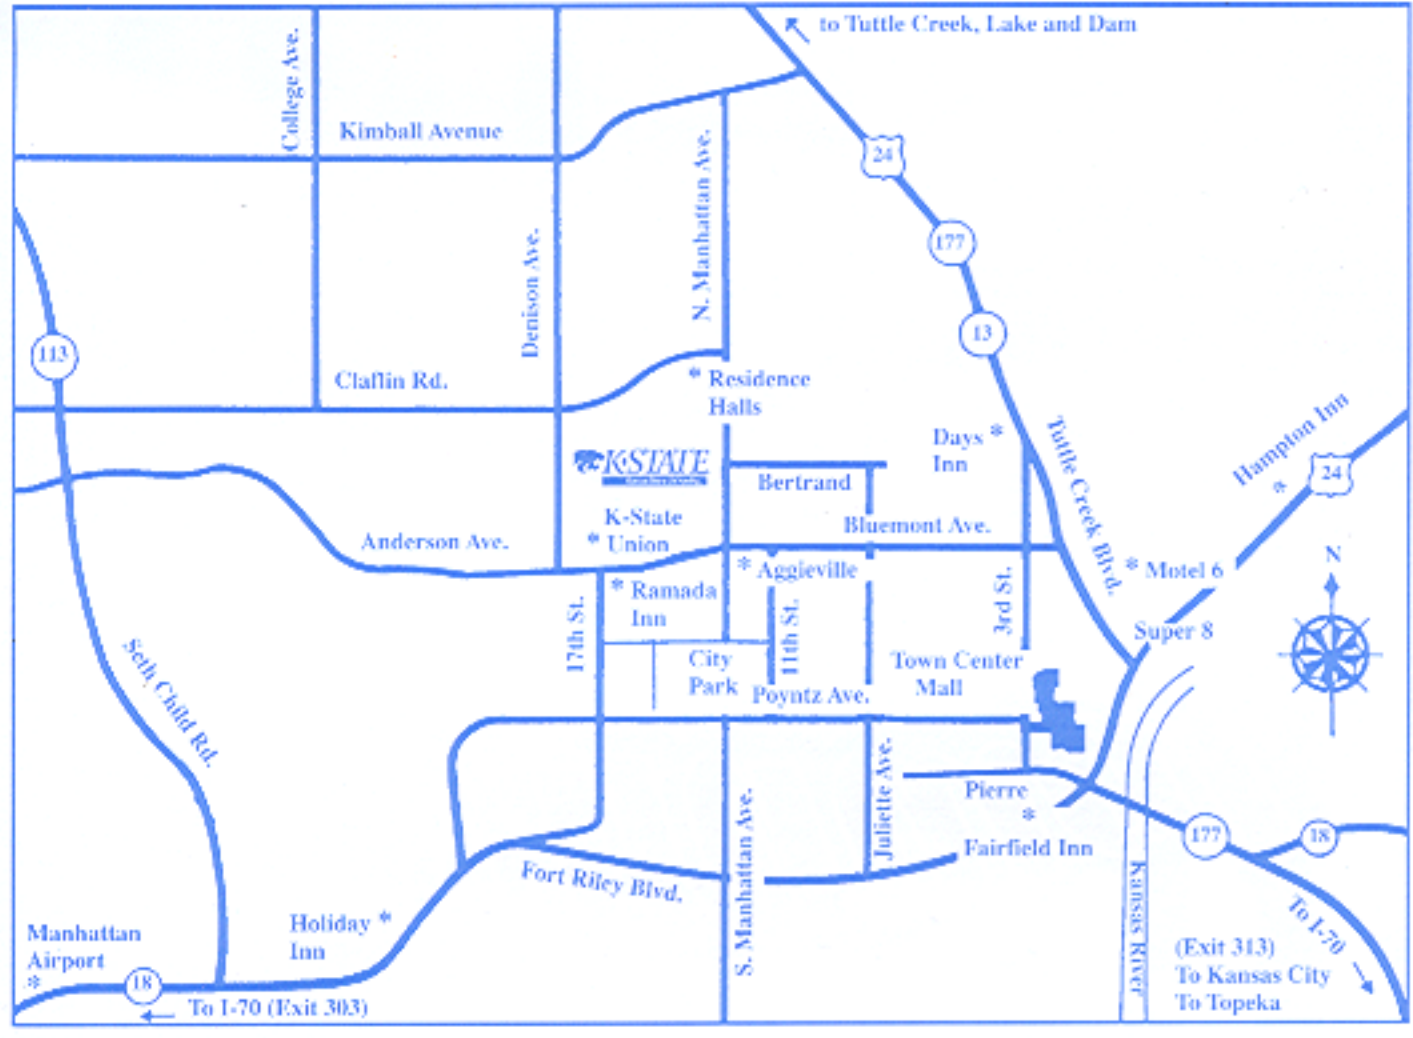 to Tuttle Creek, Lake and Dam
College Ave.
Kimball Avenue
24
N. Manhattan Ave.
177
Denison Ave.
13
113
Claflin Rd.
* Residence
Halls
Days *
Inn
Tuttle Creek Blvd.
Hampton Inn
*
24
K-STATE
Bertrand
K-State
* Union
Bluemont Ave.
Anderson Ave.
* Aggieville
* Motel 6
N
* Ramada
Inn
17th St.
11th St.
3rd St.
Super 8
City
Park
Town Center
Mall
Poyntz Ave.
Seth Child Rd.
Pierre
*
Fairfield Inn
Juliette Ave.
S. Manhattan Ave.
177
18
Fort Riley Blvd.
Kansas River
To I-70
Holiday *
Inn
Manhattan
Airport
*
18
To I-70 (Exit 303)
(Exit 313)
To Kansas City
To Topeka